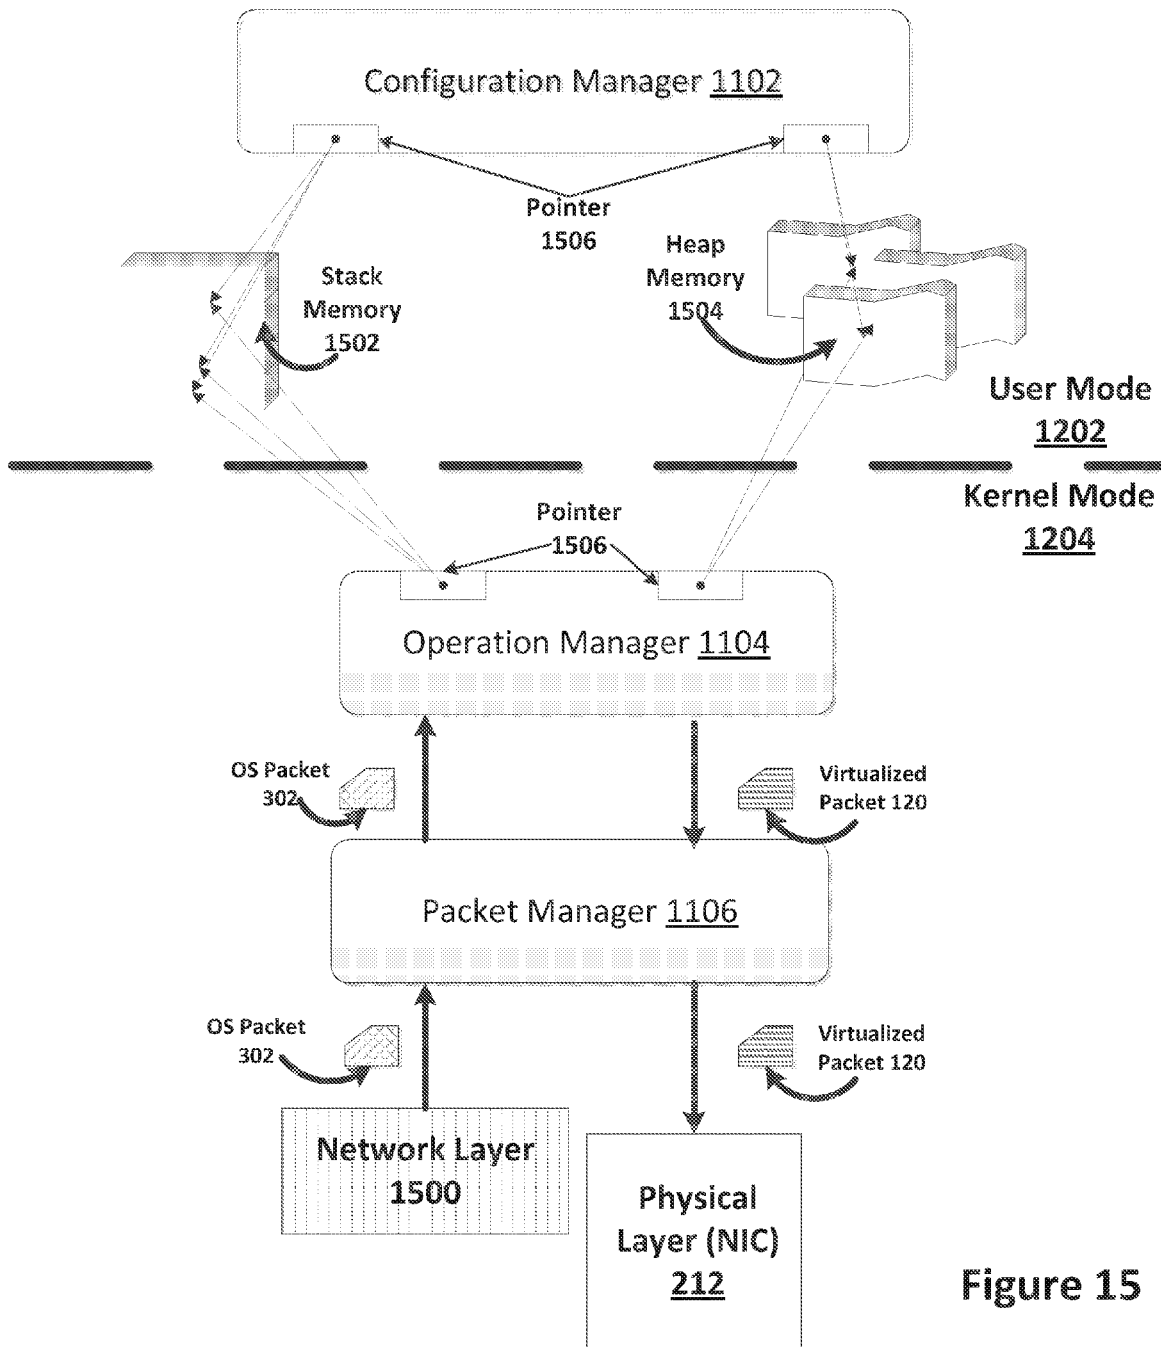 Configuration Manager 1102
Pointer
1506
Heap
Memory
1504
Stack
Memory
1502
User Mode
1202
Kernel Mode
1204
Pointer
1506
Operation Manager 1104
OS Packet
302
Virtualized
Packet 120
Packet Manager 1106
OS Packet
302
Virtualized
Packet 120
Network Layer
1500
Physical
Layer (NIC)
212
Figure 15